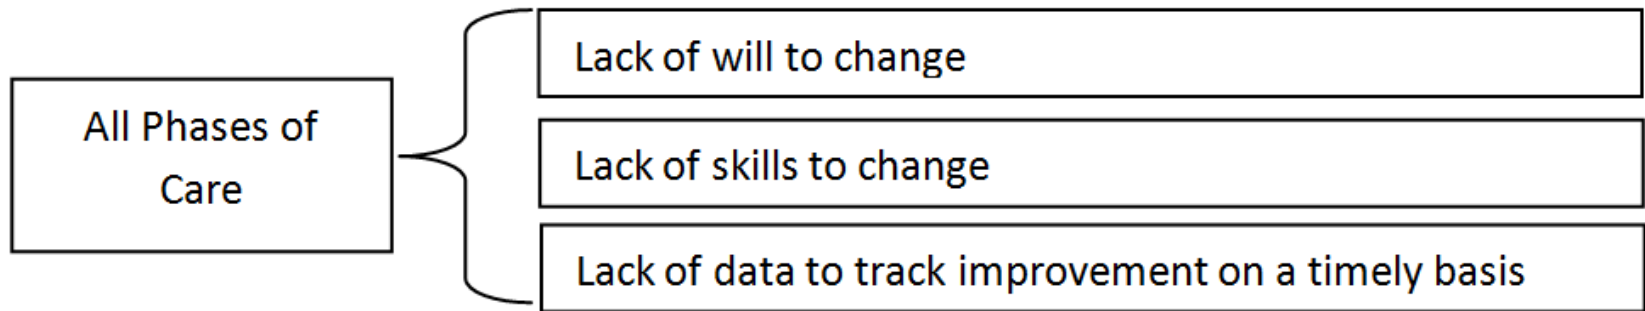 All Phases of
Care
Lack of will to change
Lack of skills to change
Lack of data to track improvement on a timely basis